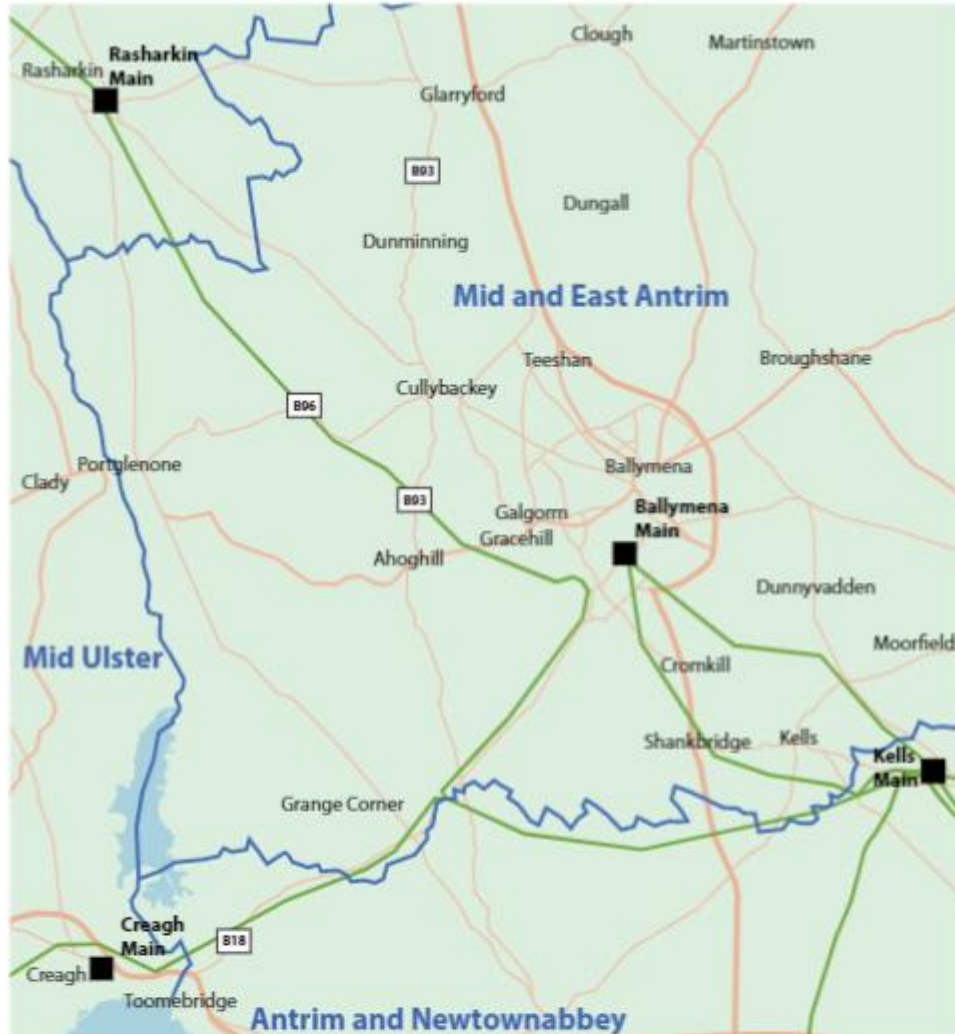 Clough
Martinstown
Rasharkin
Main
Rasharkin
Glarryford
B93
Dungall
Dunminning
Mid and East Antrim
Teeshan
Broughshane
Cullybackey
B96
Portglenone
Ballymena
Clady
B93
Ballymena
Main
Galgorm
Gracehill
Ahoghill
Dunnyvadden
Moorfield
Mid Ulster
Cromkill
Shankbridge
Kells
Kells
Main
Grange Corner
Creagh
Main
B18
Creagh
Toomebridge
Antrim and Newtownabbey